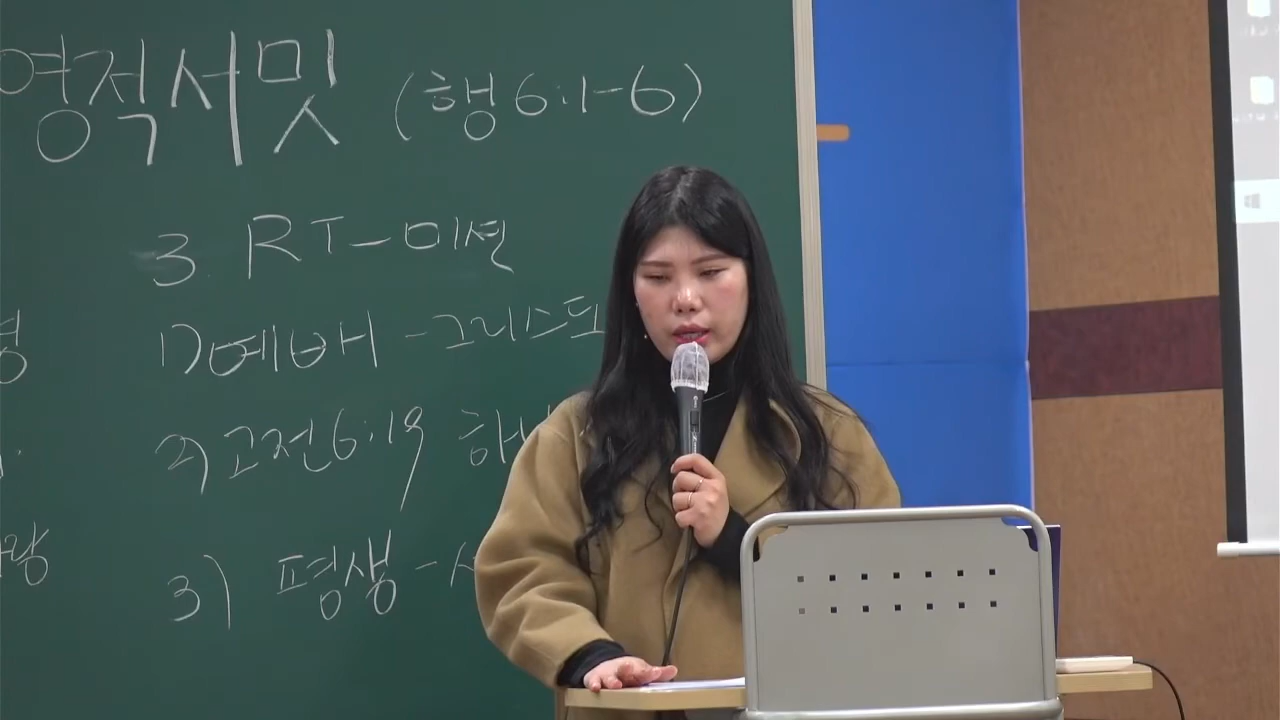 영적서밋 (행 6:1-6)
3. RT-미션
1) 예배 - 그리스도
2) 고전 6:19 행
3) 평생 -